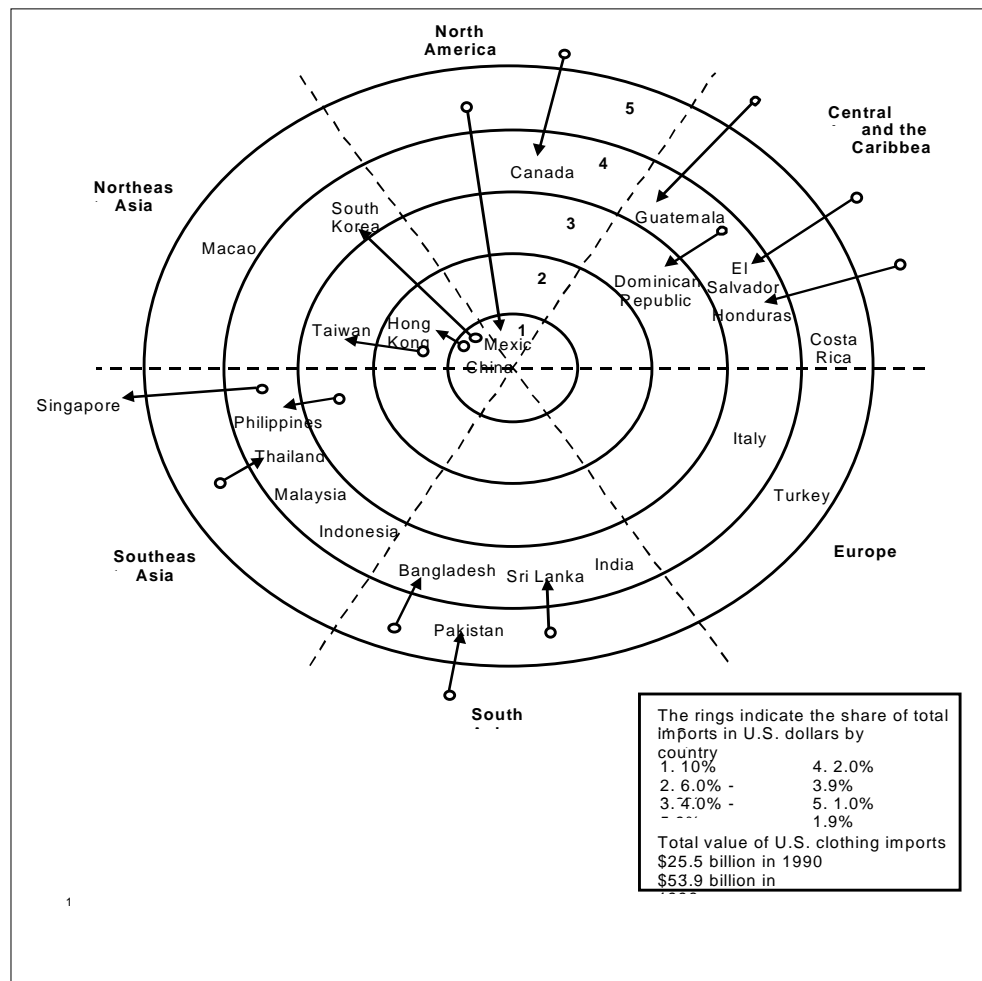 North
America
5
Central
and the
Caribbea
4
Canada
Northeas
Asia
South
Korea
Guatemala
3
Macao
El
Salvador
2
Dominican
Republic
Honduras
Hong
Kong
Taiwan
1
Mexic
Costa
Rica
China
Singapore
Philippines
Italy
Thailand
Malaysia
Turkey
Indonesia
Southeas
Asia
Europe
Bangladesh
Sri Lanka
India
Pakistan
South
The rings indicate the share of total
imports in U.S. dollars by
country
1. 10%
2. 6.0% -
3. 4.0% -
4. 2.0%
3.9%
5. 1.0%
1.9%
Total value of U.S. clothing imports
$25.5 billion in 1990
$53.9 billion in
1